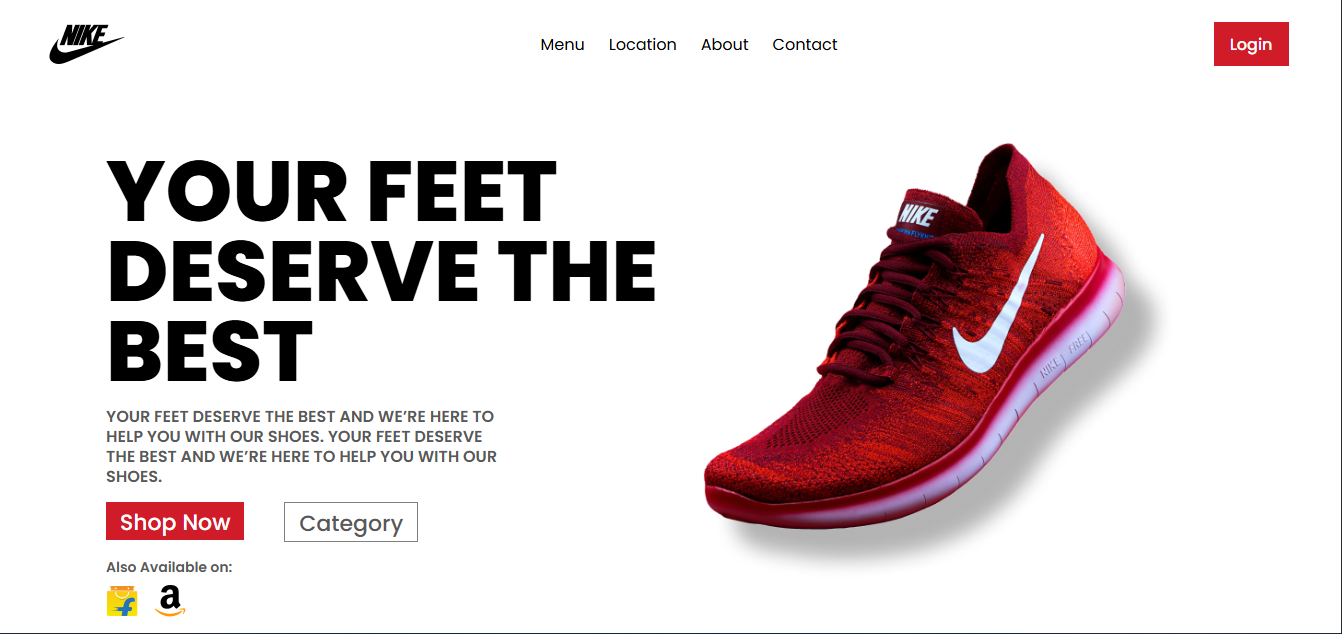 NIKE
Menu Location About Contact
Login
YOUR FEET
DESERVE THE
BEST
NIKE
NIKE FREE
YOUR FEET DESERVE THE BEST AND WE’RE HERE TO
HELP YOU WITH OUR SHOES. YOUR FEET DESERVE
THE BEST AND WE’RE HERE TO HELP YOU WITH OUR
SHOES.
Shop Now
Category
Also Available on:
f
a